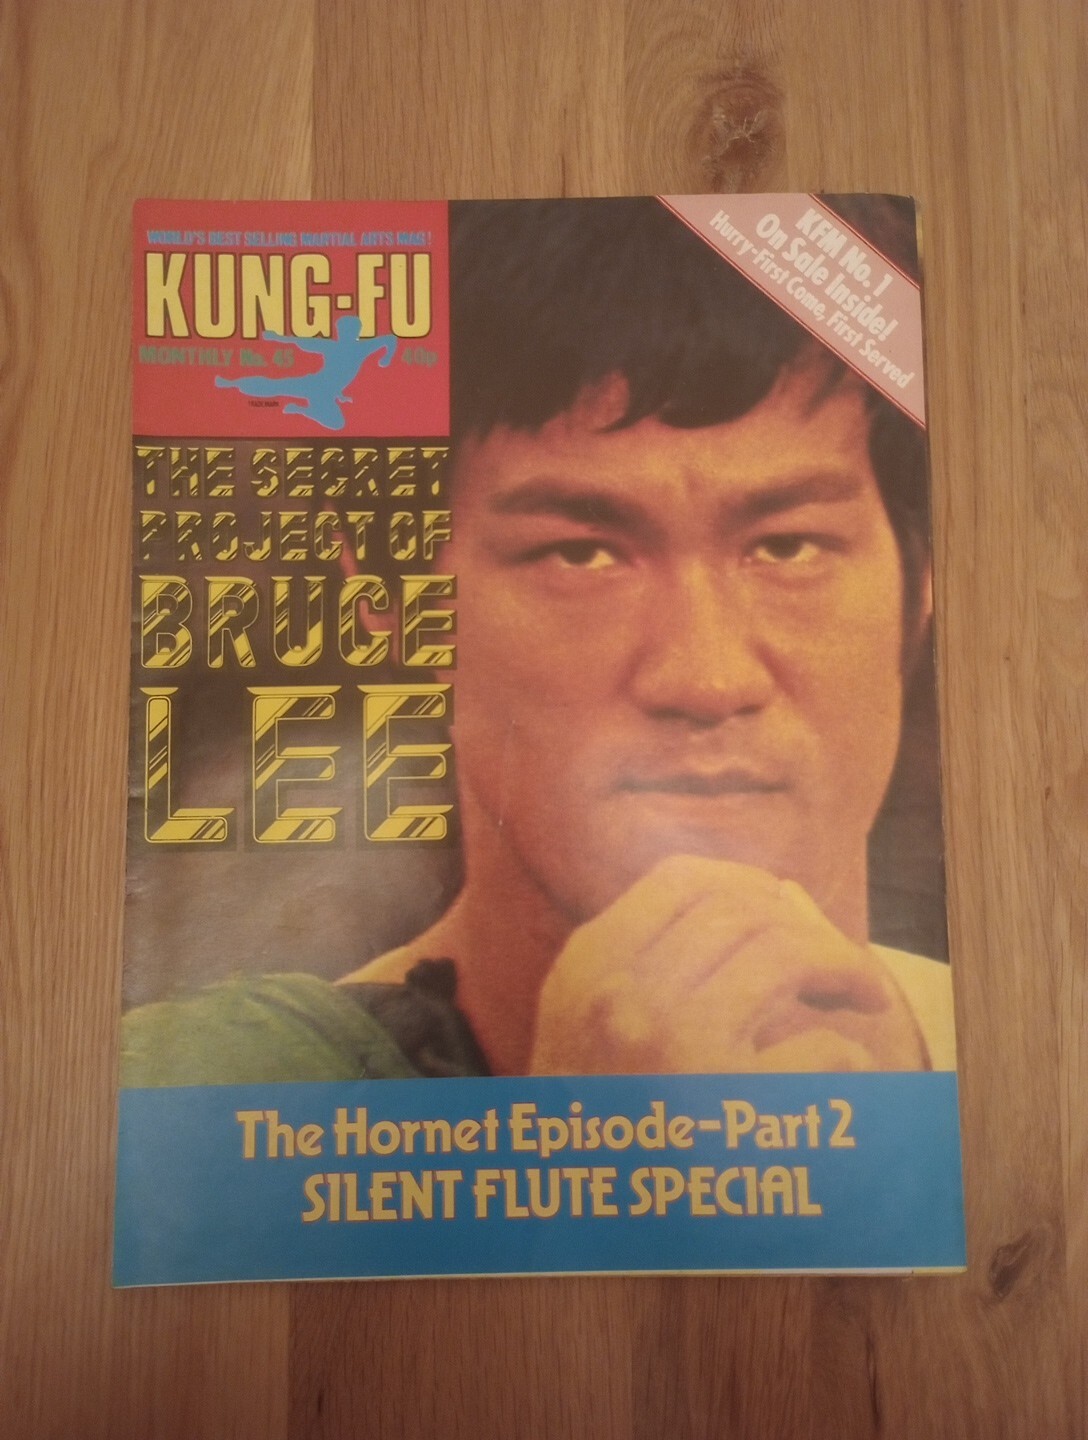 WORLD'S BEST SELLING MARTIAL ARTS MAG!
KUNG-FU
MONTHLY No. 45 40p
TRADEMARK
KFM No. 1
On Sale Inside!
Hurry-First Come, First Served
THE SECRET
PROJECT OF
BRUCE
LEE
The Hornet Episode-Part 2
SILENT FLUTE SPECIAL